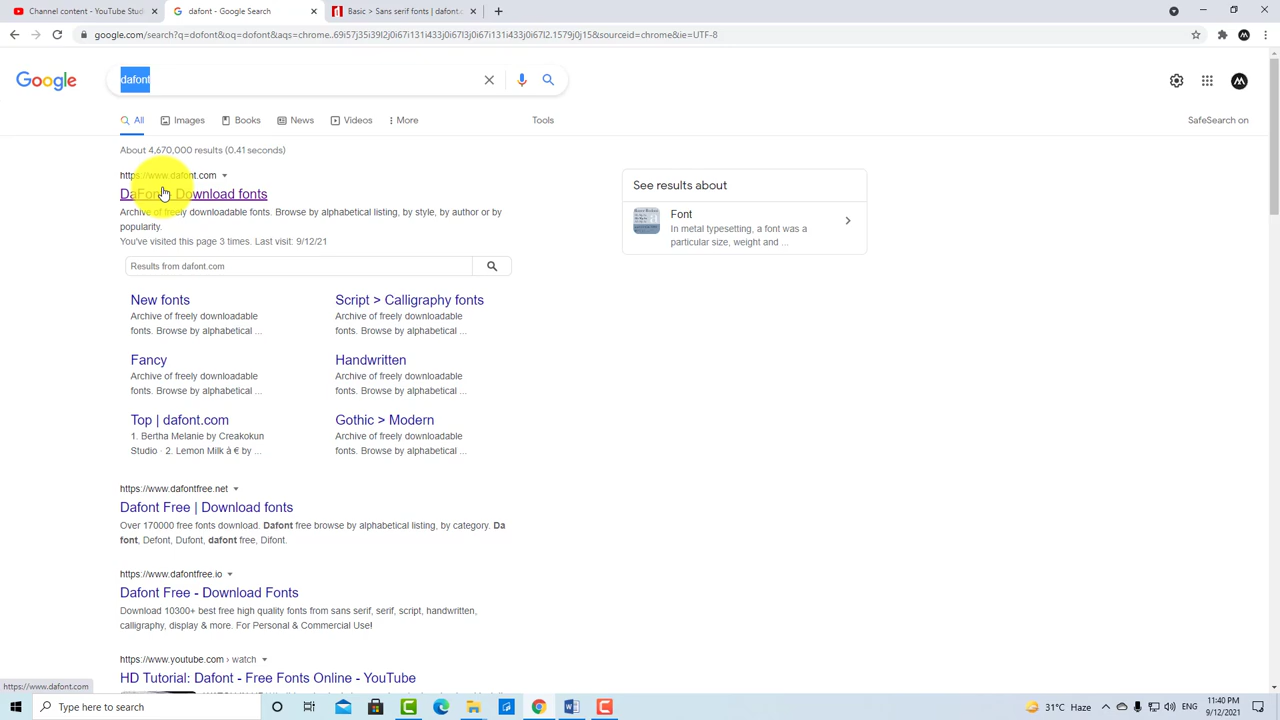 Channel content - YouTube Studi
dafont - Google Search
Basic > Sans serif fonts | dafont.c
google.com/search?q=dofont&oq=dofont&aqs=chrome..69i57j35i39l2j0i67i131i433j0i67l3j0i67i131i433j0i67l2.1579j0j15&sourceid=chrome&ie=UTF-8
Google
dafont
All
Images
Books
News
Videos
More
Tools
SafeSearch on
About 4,670,000 results (0.41 seconds)
https://www.dafont.com
DaFont - Download fonts
Archive of freely downloadable fonts. Browse by alphabetical listing, by style, by author or by
popularity.
You've visited this page 3 times. Last visit: 9/12/21
Results from dafont.com
New fonts
Archive of freely downloadable
fonts. Browse by alphabetical ...
Script > Calligraphy fonts
Archive of freely downloadable
fonts. Browse by alphabetical ...
Fancy
Archive of freely downloadable
fonts. Browse by alphabetical ...
Handwritten
Archive of freely downloadable
fonts. Browse by alphabetical ...
Top | dafont.com
1. Bertha Melanie by Creakokun
Studio · 2. Lemon Milk à € by ...
Gothic > Modern
Archive of freely downloadable
fonts. Browse by alphabetical ...
See results about
Font
In metal typesetting, a font was a
particular size, weight and ...
https://www.dafontfree.net
Dafont Free | Download fonts
Over 170000 free fonts download. Dafont free browse by alphabetical listing, by category. Da
font, Defont, Dufont, dafont free, Difont.
https://www.dafontfree.io
Dafont Free - Download Fonts
Download 10300+ best free high quality fonts from sans serif, serif, script, handwritten,
calligraphy, display & more. For Personal & Commercial Use!
https://www.youtube.com › watch
HD Tutorial: Dafont - Free Fonts Online - YouTube
https://www.dafont.com
Type here to search
31°C Haze
ENG
11:40 PM
9/12/2021